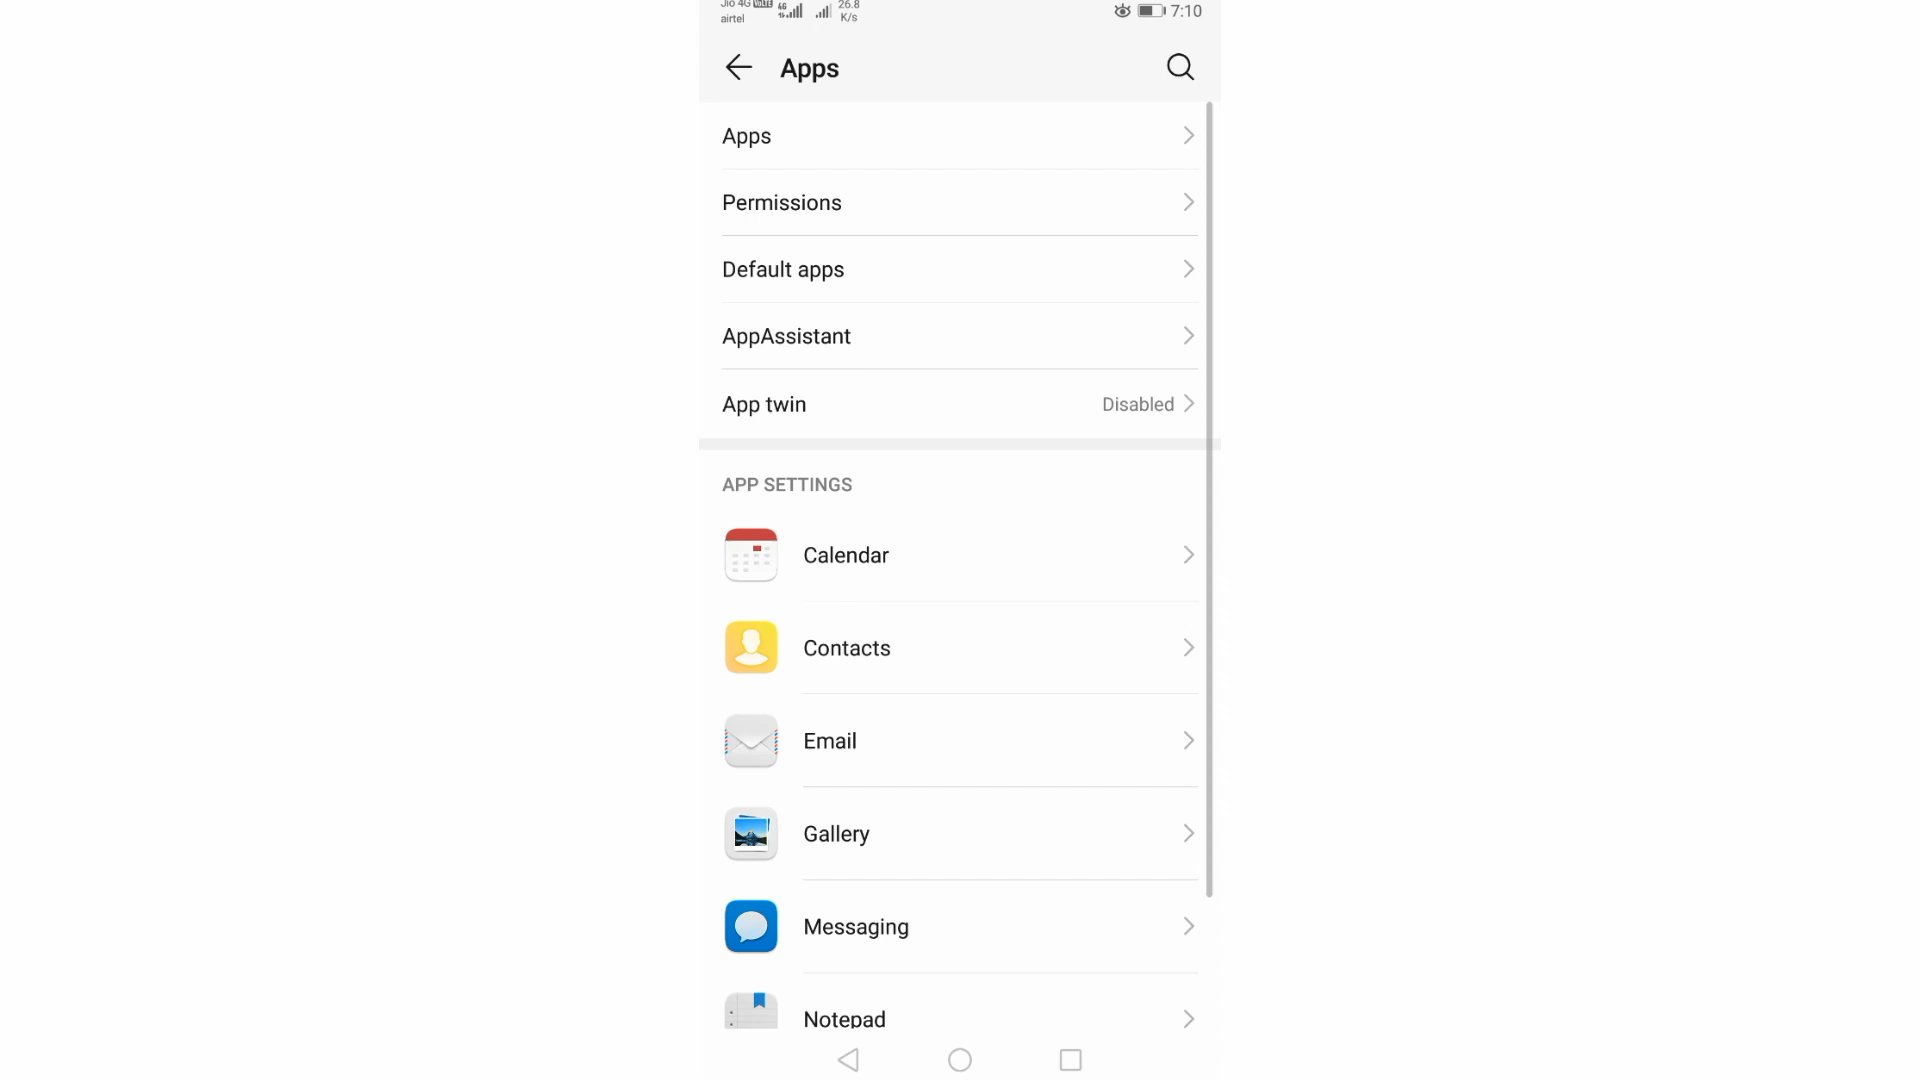 Jio 4G VoLTE 4G 26.8
airtel K/s 7:10
Apps
Apps
Permissions
Default apps
AppAssistant
App twin Disabled
APP SETTINGS
Calendar
Contacts
Email
Gallery
Messaging
Notepad